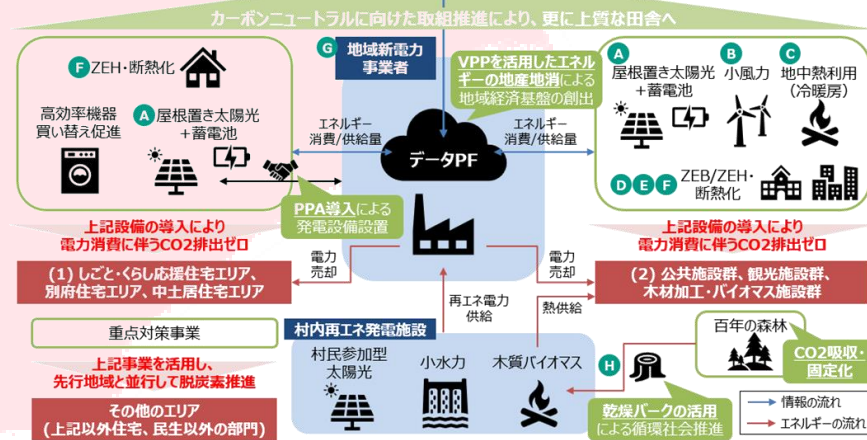 カーボンニュートラルに向けた取組推進により、更に上質な田舎へ
F ZEH・断熱化
高効率機器
買い替え促進
A 屋根置き太陽光
+蓄電池
G 地域新電力
事業者
VPPを活用したエネル
ギーの地産地消による
地域経済基盤の創出
エネルギー
消費/供給量
データPF
エネルギー
消費/供給量
PPA導入による
発電設備設置
A
屋根置き太陽光
+蓄電池
B
小風力
C
地中熱利用
(冷暖房)
D E F ZEB/ZEH・
断熱化
上記設備の導入により
電力消費に伴うCO2排出ゼロ
(1) しごと・くらし応援住宅エリア、
別府住宅エリア、中土居住宅エリア
電力
売却
電力
売却
上記設備の導入により
電力消費に伴うCO2排出ゼロ
(2) 公共施設群、観光施設群、
木材加工・バイオマス施設群
再エネ電力
供給
熱供給
重点対策事業
上記事業を活用し、
先行地域と並行して脱炭素推進
その他のエリア
(上記以外住宅、民生以外の部門)
村内再エネ発電施設
村民参加型
太陽光
小水力
木質バイオマス
H
百年の森林
CO2吸収・
固定化
乾燥バークの活用
による循環社会推進
情報の流れ
エネルギーの流れ